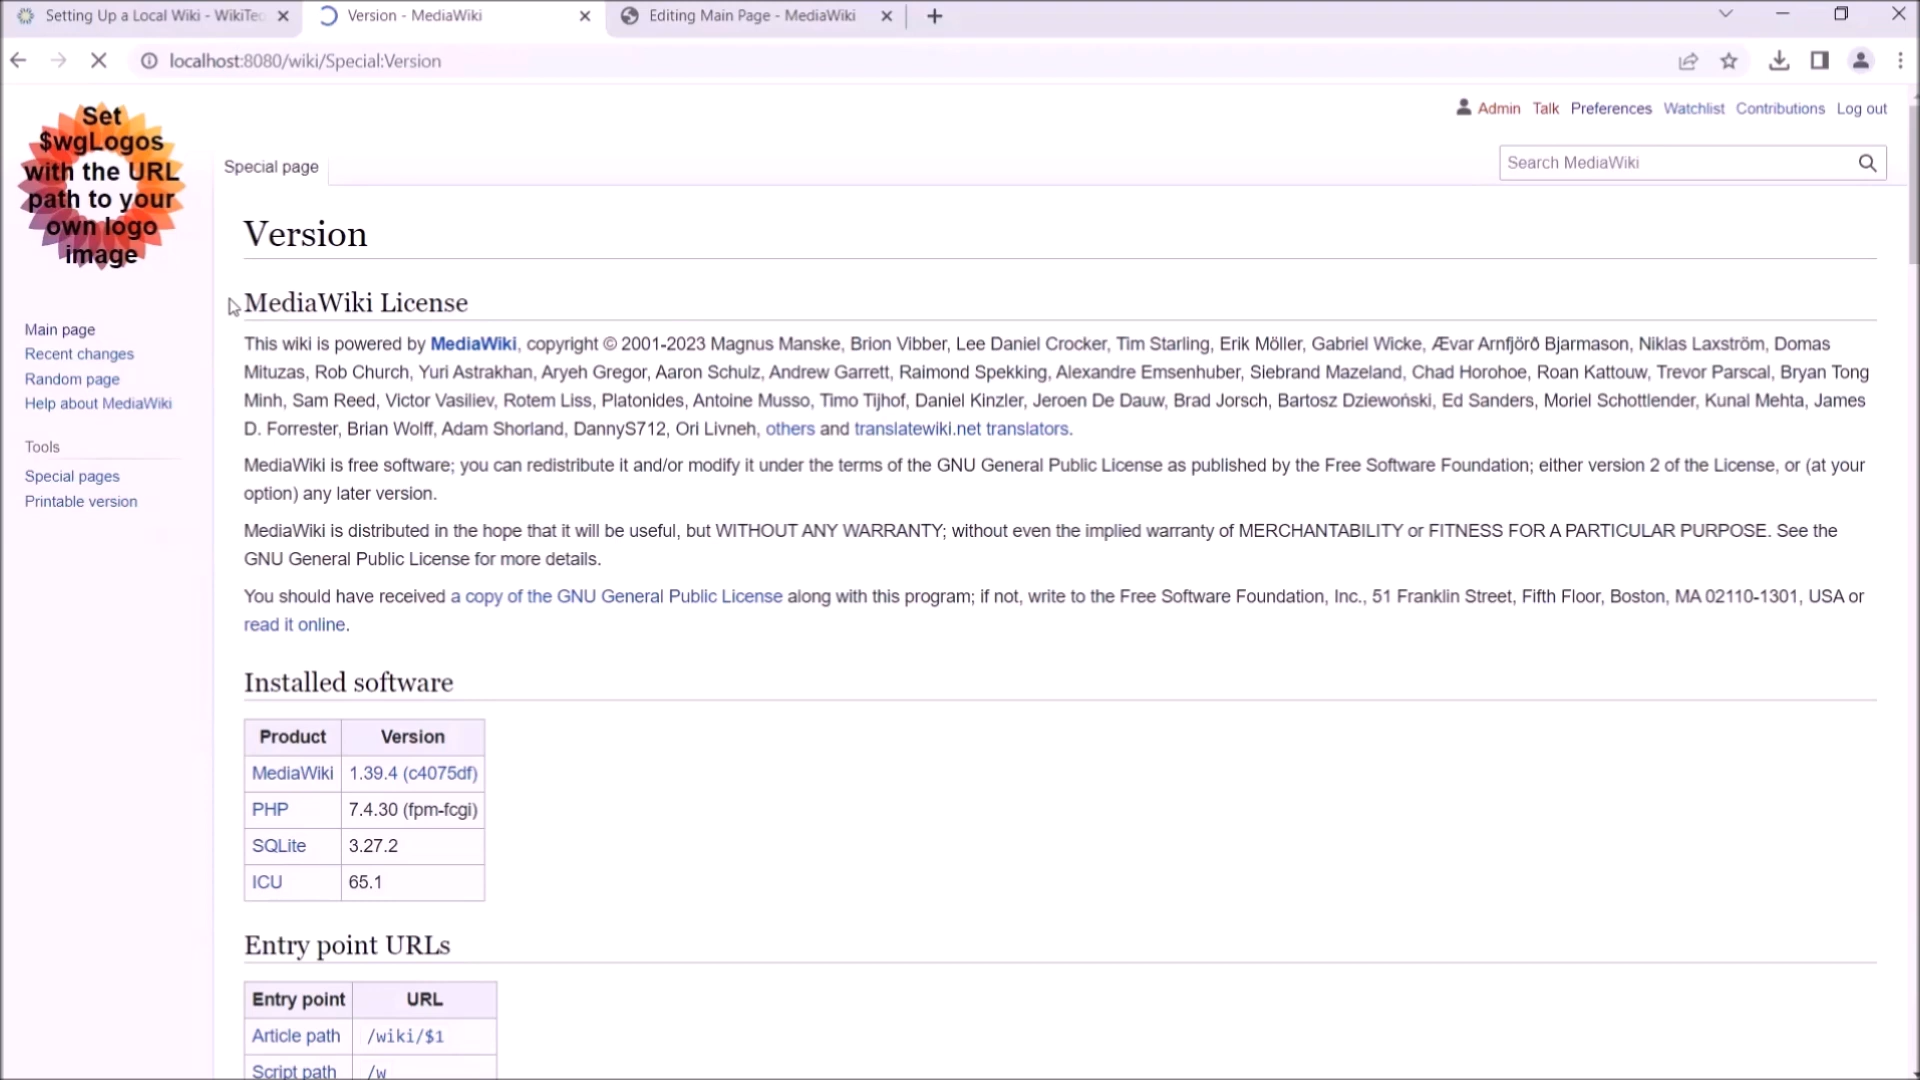 Setting Up a Local Wiki - WikiTec
Version - MediaWiki
Editing Main Page - MediaWiki
localhost:8080/wiki/Special:Version
Set
$wgLogos
with the URL
path to your
own logo
image
Admin Talk Preferences Watchlist Contributions Log out
Special page
Search MediaWiki
Version
MediaWiki License
Main page
Recent changes
Random page
Help about MediaWiki
Tools
Special pages
Printable version
This wiki is powered by MediaWiki, copyright © 2001-2023 Magnus Manske, Brion Vibber, Lee Daniel Crocker, Tim Starling, Erik Möller, Gabriel Wicke, Ævar Arnfjörð Bjarmason, Niklas Laxström, Domas
Mituzas, Rob Church, Yuri Astrakhan, Aryeh Gregor, Aaron Schulz, Andrew Garrett, Raimond Spekking, Alexandre Emsenhuber, Siebrand Mazeland, Chad Horohoe, Roan Kattouw, Trevor Parscal, Bryan Tong
Minh, Sam Reed, Victor Vasiliev, Rotem Liss, Platonides, Antoine Musso, Timo Tijhof, Daniel Kinzler, Jeroen De Dauw, Brad Jorsch, Bartosz Dziewoński, Ed Sanders, Moriel Schottlender, Kunal Mehta, James
D. Forrester, Brian Wolff, Adam Shorland, DannyS712, Ori Livneh, others and translatewiki.net translators.
MediaWiki is free software; you can redistribute it and/or modify it under the terms of the GNU General Public License as published by the Free Software Foundation; either version 2 of the License, or (at your
option) any later version.
MediaWiki is distributed in the hope that it will be useful, but WITHOUT ANY WARRANTY; without even the implied warranty of MERCHANTABILITY or FITNESS FOR A PARTICULAR PURPOSE. See the
GNU General Public License for more details.
You should have received a copy of the GNU General Public License along with this program; if not, write to the Free Software Foundation, Inc., 51 Franklin Street, Fifth Floor, Boston, MA 02110-1301, USA or
read it online.
Installed software
Product Version
MediaWiki 1.39.4 (c4075df)
PHP 7.4.30 (fpm-fcgi)
SQLite 3.27.2
ICU 65.1
Entry point URLs
Entry point URL
Article path /wiki/$1
Script path /w